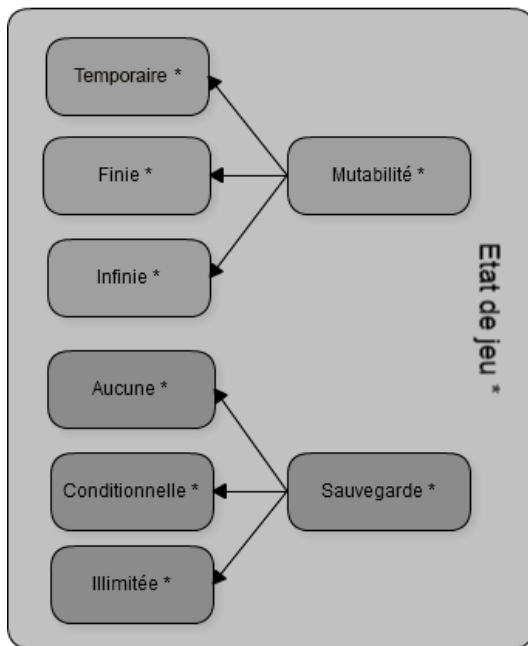 Temporaire *
Finie *
Mutabilité *
Infinie *
Etat de jeu *
Aucune *
Conditionnelle *
Sauvegarde *
Illimitée *